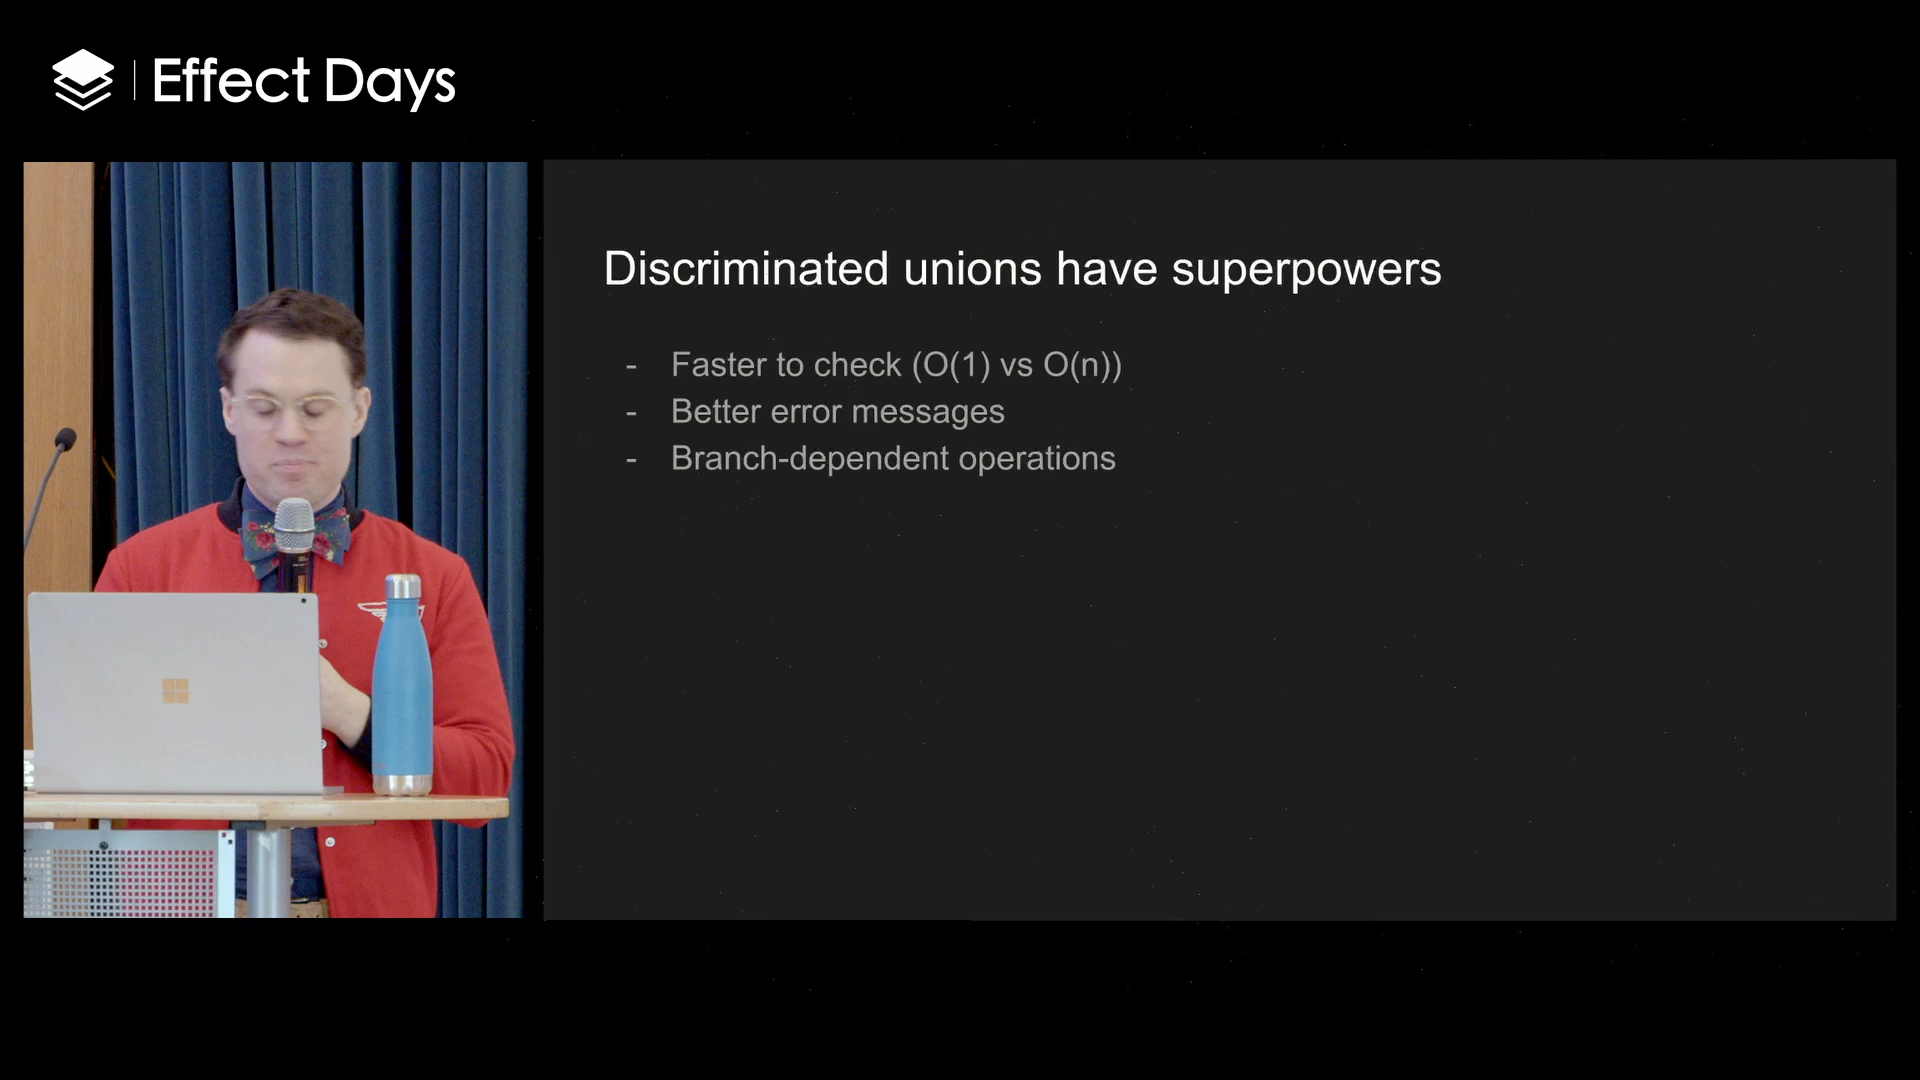 Effect Days
Discriminated unions have superpowers
- Faster to check (O(1) vs O(n))
- Better error messages
- Branch-dependent operations